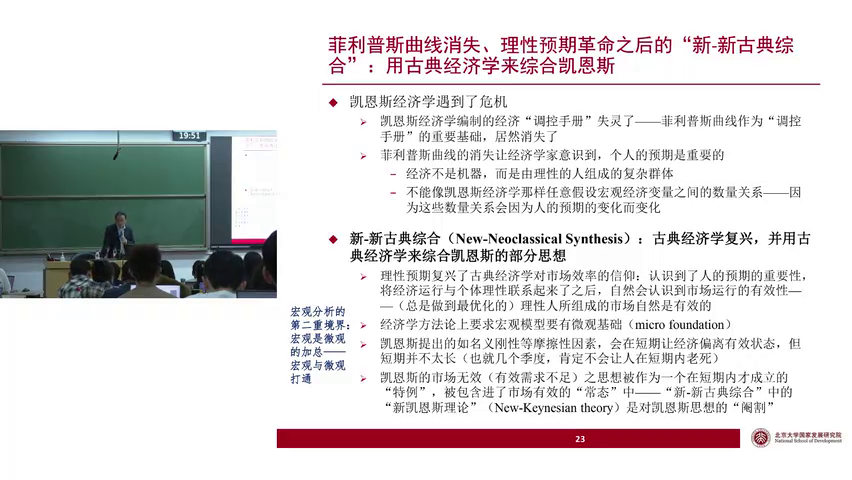 菲利普斯曲线消失、理性预期革命之后的“新-新古典综
合”：用古典经济学来综合凯恩斯
◆ 凯恩斯经济学遇到了危机
➢ 凯恩斯经济学编制的经济“调控手册”失灵了——菲利普斯曲线作为“调控
手册”的重要基础，居然消失了
➢ 菲利普斯曲线的消失让经济学家意识到，个人的预期是重要的
– 经济不是机器，而是由理性的人组成的复杂群体
– 不能像凯恩斯经济学那样任意假设宏观经济变量之间的数量关系——因
为这些数量关系会因为人的预期的变化而变化
◆ 新-新古典综合（New-Neoclassical Synthesis）：古典经济学复兴，并用古
典经济学来综合凯恩斯的部分思想
➢ 理性预期复兴了古典经济学对市场效率的信仰：认识到了人的预期的重要性，
将经济运行与个体理性联系起来了之后，自然会认识到市场运行的有效性—
—（总是做到最优化的）理性人所组成的市场自然是有效的
➢ 经济学方法论上要求宏观模型要有微观基础（micro foundation）
➢ 凯恩斯提出的如名义刚性等摩擦性因素，会在短期让经济偏离有效状态，但
短期并不太长（也就几个季度，肯定不会让人在短期内老死）
➢ 凯恩斯的市场无效（有效需求不足）之思想被作为一个在短期内才成立的
“特例”，被包含进了市场有效的“常态”中——“新-新古典综合”中的
“新凯恩斯理论”（New-Keynesian theory）是对凯恩斯思想的“阉割”
宏观分析的
第二重境界：
宏观是微观
的加总——
宏观与微观
打通
19:51
23
北京大学国家发展研究院
National School of Development